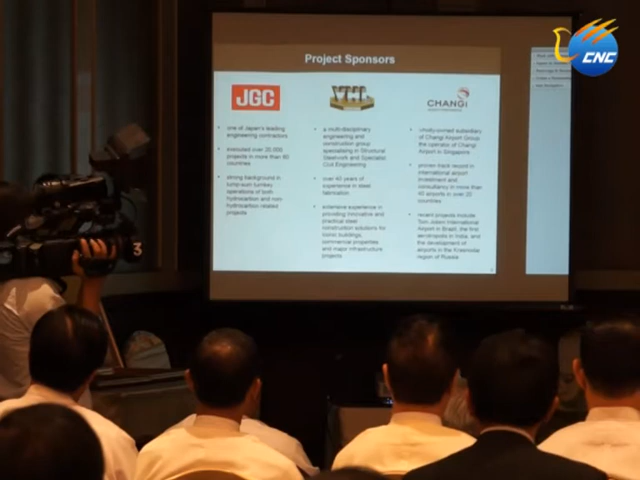 Project Sponsors
JGC
one of Japan's leading
engineering contractors
executed over 20,000
projects in more than 80
countries
strong background in
lump-sum turnkey
operations of both
hydrocarbon and non-
hydrocarbon related
projects
a multi-disciplinary
engineering and
construction group
specialising in Structural
Steelwork and Specialist
Civil Engineering
over 40 years of
experience in steel
fabrication
extensive experience in
providing innovative and
practical steel
construction solutions for
iconic buildings,
commercial properties
and major infrastructure
projects
CHANGI
wholly-owned subsidiary
of Changi Airport Group,
the operator of Changi
Airport in Singapore
proven track record in
international airport
investment and
consultancy in more than
40 airports in over 20
countries
recent projects include
Tom Jobim International
Airport in Brazil, the first
aerotropolis in India, and
the development of
airports in the Krasnodar
region of Russia
CNC
3